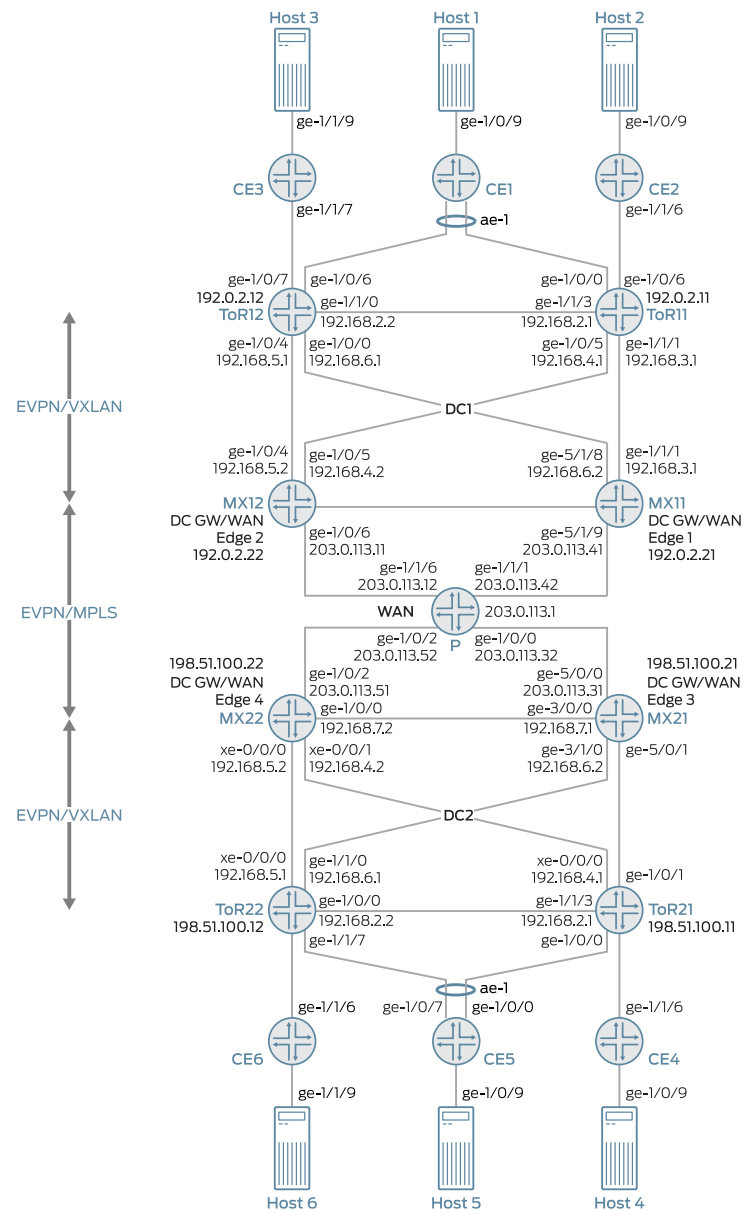 Host 3
Host 1
Host 2
ge-1/1/9
ge-1/0/9
ge-1/0/9
CE3
CE1
CE2
ge-1/1/7
ae-1
ge-1/1/6
ge-1/0/7
192.0.2.12
ToR12
ge-1/0/6
ge-1/1/0
192.168.2.2
ge-1/0/0
ge-1/1/3
192.168.2.1
ge-1/0/6
192.0.2.11
ToR11
ge-1/0/4
192.168.5.1
ge-1/0/0
192.168.6.1
ge-1/0/5
192.168.4.1
ge-1/1/1
192.168.3.1
EVPN/VXLAN
DC1
ge-1/0/4
192.168.5.2
ge-1/0/5
192.168.4.2
ge-5/1/8
192.168.6.2
ge-1/1/1
192.168.3.1
MX12
DC GW/WAN
Edge 2
192.0.2.22
MX11
DC GW/WAN
Edge 1
192.0.2.21
ge-1/0/6
203.0.113.11
ge-5/1/9
203.0.113.41
ge-1/1/6
203.0.113.12
ge-1/1/1
203.0.113.42
EVPN/MPLS
WAN
203.0.113.1
P
ge-1/0/2
203.0.113.52
ge-1/0/0
203.0.113.32
198.51.100.22
DC GW/WAN
Edge 4
MX22
ge-1/0/2
203.0.113.51
ge-1/0/0
192.168.7.2
ge-5/0/0
203.0.113.31
ge-3/0/0
192.168.7.1
198.51.100.21
DC GW/WAN
Edge 3
MX21
xe-0/0/0
192.168.5.2
xe-0/0/1
192.168.4.2
ge-3/1/0
192.168.6.2
ge-5/0/1
EVPN/VXLAN
DC2
xe-0/0/0
192.168.5.1
ge-1/1/0
192.168.6.1
xe-0/0/0
192.168.4.1
ge-1/0/1
ToR22
198.51.100.12
ge-1/0/0
192.168.2.2
ge-1/1/7
ge-1/1/3
192.168.2.1
ge-1/0/0
ToR21
198.51.100.11
ae-1
ge-1/1/6
ge-1/0/7
ge-1/0/0
ge-1/1/6
CE6
CE5
CE4
ge-1/1/9
ge-1/0/9
ge-1/0/9
Host 6
Host 5
Host 4